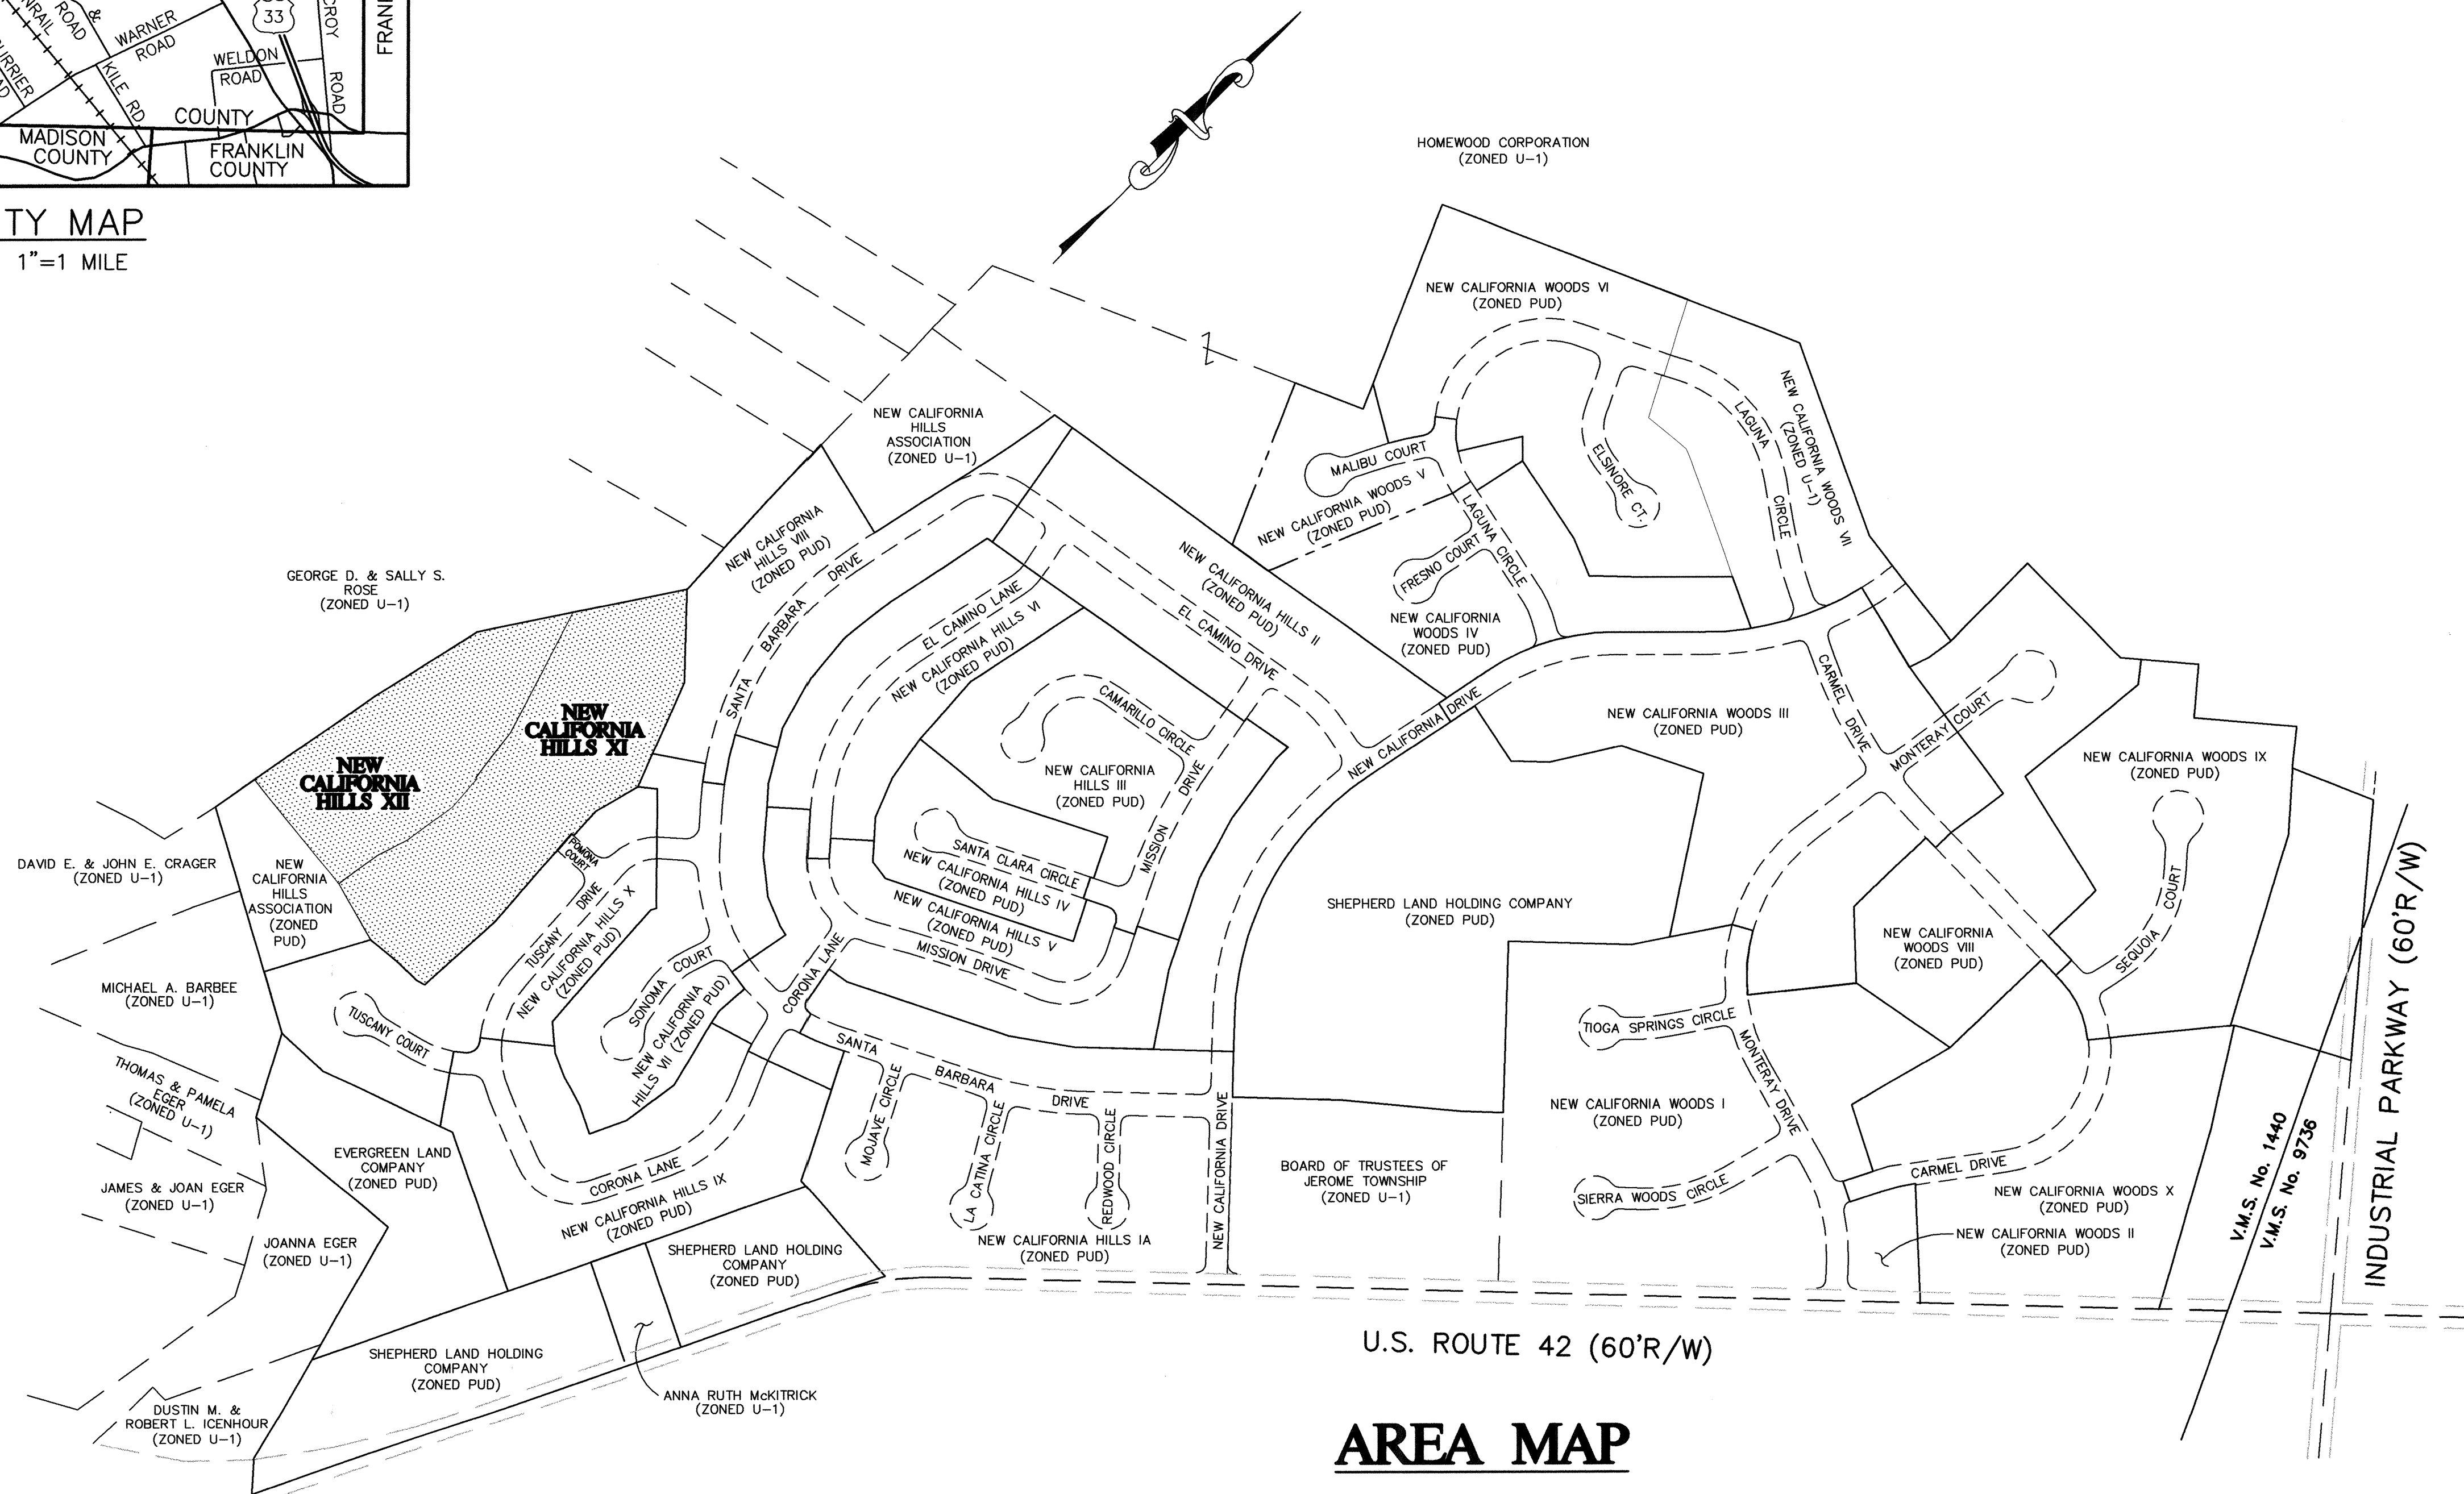 NRAIL
ROAD
&
WARNER
ROAD
33
CROY
ROAD
KILE RD
WELDON
ROAD
COUNTY
MADISON
COUNTY
FRANKLIN
COUNTY
TY MAP
1"=1 MILE
HOMEWOOD CORPORATION
(ZONED U-1)
NEW CALIFORNIA WOODS VI
(ZONED PUD)
NEW CALIFORNIA WOODS VII
(ZONED U-1)
LAGUNA
CIRCLE
ELSINORE CT.
MALIBU COURT
NEW CALIFORNIA WOODS V
(ZONED PUD)
LAGUNA CIRCLE
FRESNO COURT
NEW CALIFORNIA
WOODS IV
(ZONED PUD)
NEW CALIFORNIA
HILLS
ASSOCIATION
(ZONED U-1)
NEW CALIFORNIA
HILLS VIII
(ZONED PUD)
SANTA
BARBARA
DRIVE
GEORGE D. & SALLY S.
ROSE
(ZONED U-1)
NEW
CALIFORNIA
HILLS XI
NEW
CALIFORNIA
HILLS XII
EL CAMINO LANE
NEW CALIFORNIA HILLS VI
(ZONED PUD)
NEW CALIFORNIA HILLS II
(ZONED PUD)
EL CAMINO DRIVE
CAMARILLO CIRCLE
NEW CALIFORNIA
HILLS III
(ZONED PUD)
MISSION
DRIVE
SANTA CLARA CIRCLE
NEW CALIFORNIA HILLS IV
(ZONED PUD)
NEW CALIFORNIA HILLS V
(ZONED PUD)
MISSION DRIVE
NEW CALIFORNIA DRIVE
NEW CALIFORNIA WOODS III
(ZONED PUD)
CARMEL
DRIVE
MONTERAY COURT
NEW CALIFORNIA WOODS IX
(ZONED PUD)
SEQUOIA
COURT
NEW CALIFORNIA
WOODS VIII
(ZONED PUD)
SHEPHERD LAND HOLDING COMPANY
(ZONED PUD)
DAVID E. & JOHN E. CRAGER
(ZONED U-1)
NEW
CALIFORNIA
HILLS
ASSOCIATION
(ZONED
PUD)
POMONA
COURT
TUSCANY
DRIVE
NEW CALIFORNIA HILLS X
(ZONED PUD)
MICHAEL A. BARBEE
(ZONED U-1)
TUSCANY COURT
SONOMA COURT
NEW CALIFORNIA
HILLS VII (ZONED PUD)
CORONA LANE
SANTA
BARBARA
DRIVE
MOJAVE CIRCLE
LA CATINA CIRCLE
REDWOOD CIRCLE
NEW CALIFORNIA DRIVE
NEW CALIFORNIA HILLS IA
(ZONED PUD)
TIOGA SPRINGS CIRCLE
MONTERAY DRIVE
NEW CALIFORNIA WOODS I
(ZONED PUD)
SIERRA WOODS CIRCLE
CARMEL DRIVE
NEW CALIFORNIA WOODS X
(ZONED PUD)
NEW CALIFORNIA WOODS II
(ZONED PUD)
BOARD OF TRUSTEES OF
JEROME TOWNSHIP
(ZONED U-1)
THOMAS & PAMELA
EGER
(ZONED U-1)
JAMES & JOAN EGER
(ZONED U-1)
JOANNA EGER
(ZONED U-1)
EVERGREEN LAND
COMPANY
(ZONED PUD)
CORONA LANE
NEW CALIFORNIA HILLS IX
(ZONED PUD)
SHEPHERD LAND HOLDING
COMPANY
(ZONED PUD)
SHEPHERD LAND HOLDING
COMPANY
(ZONED PUD)
ANNA RUTH McKITRICK
(ZONED U-1)
DUSTIN M. &
ROBERT L. ICENHOUR
(ZONED U-1)
V.M.S. No. 1440
V.M.S. No. 9736
INDUSTRIAL PARKWAY (60'R/W)
U.S. ROUTE 42 (60'R/W)
AREA MAP